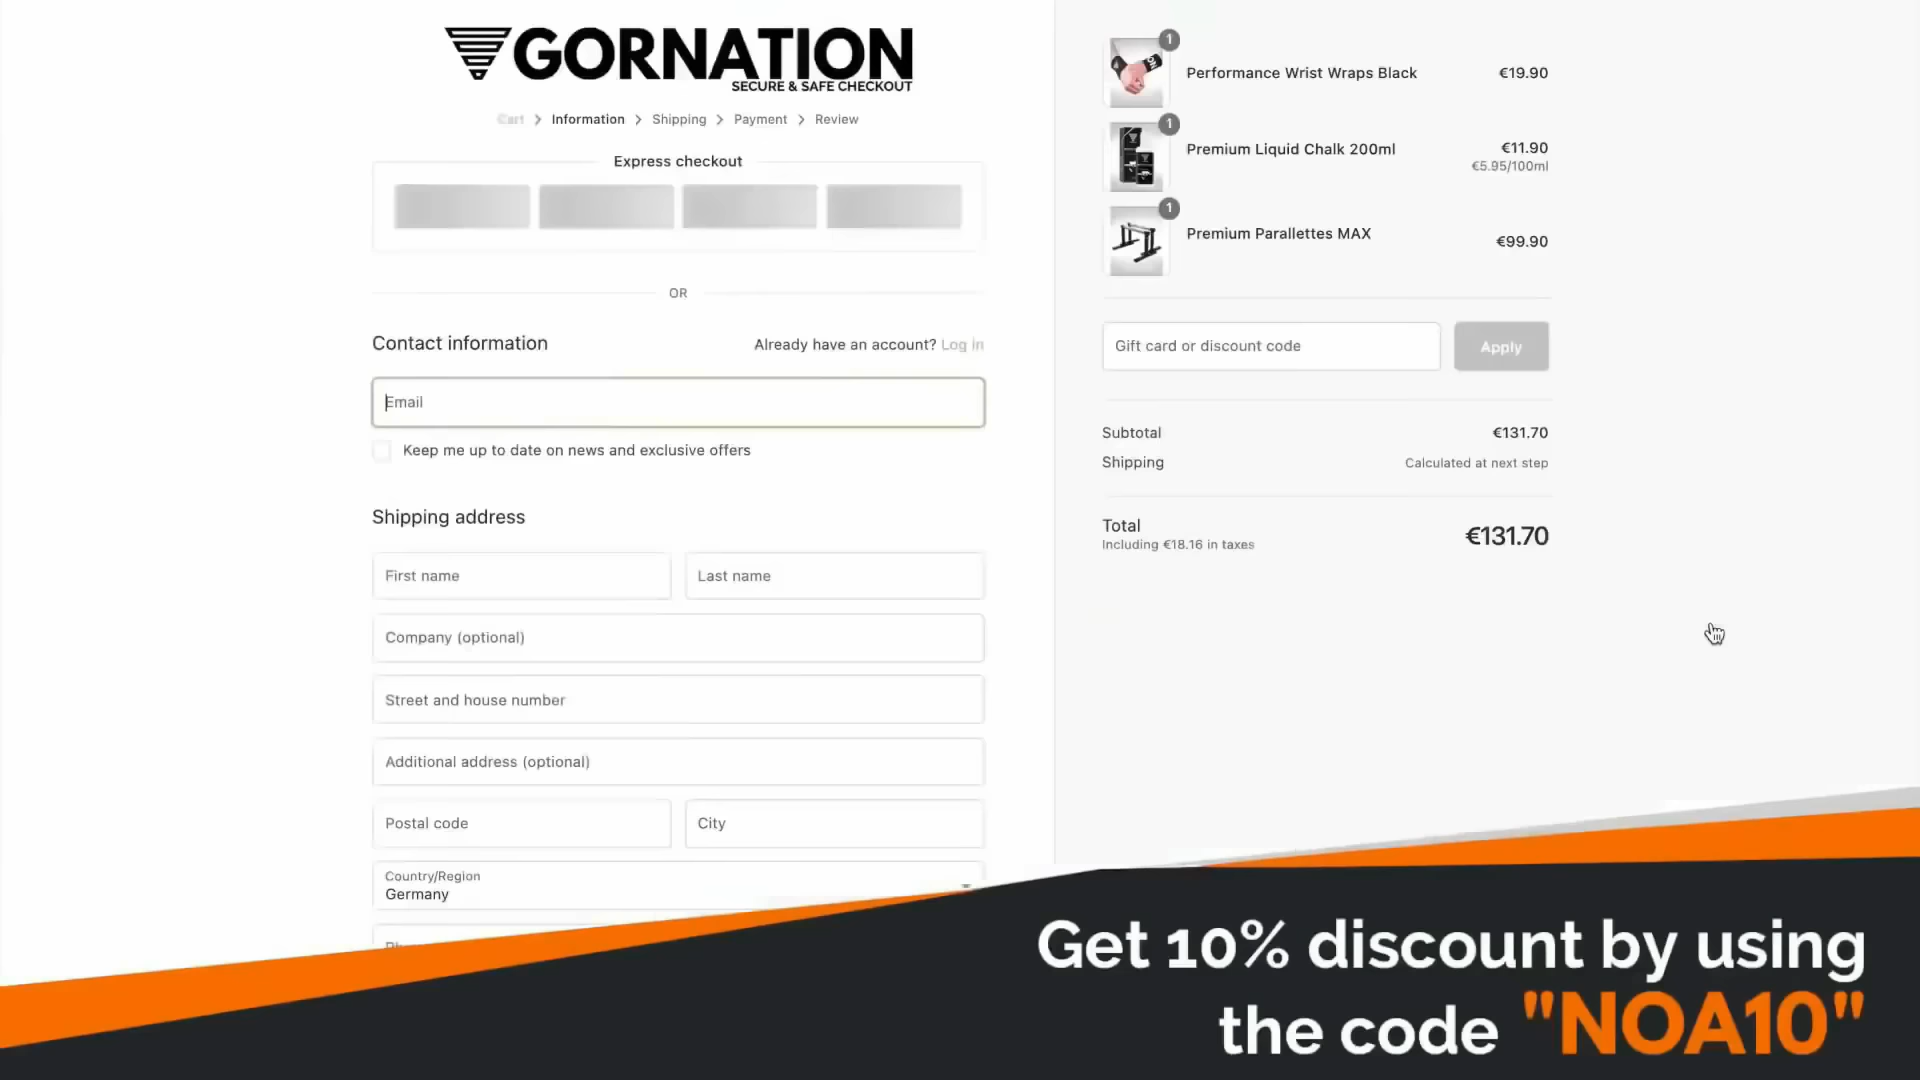 GORNATION
SECURE & SAFE CHECKOUT
Cart > Information > Shipping > Payment > Review
Express checkout
OR
Contact information
Already have an account? Log in
Email
Keep me up to date on news and exclusive offers
Shipping address
First name
Last name
Company (optional)
Street and house number
Additional address (optional)
Postal code
City
Country/Region
Germany
1
Performance Wrist Wraps Black
€19.90
1
Premium Liquid Chalk 200ml
€11.90
€5.95/100ml
1
Premium Parallettes MAX
€99.90
Gift card or discount code
Apply
Subtotal
€131.70
Shipping
Calculated at next step
Total
Including €18.16 in taxes
€131.70
Get 10% discount by using
the code "NOA10"